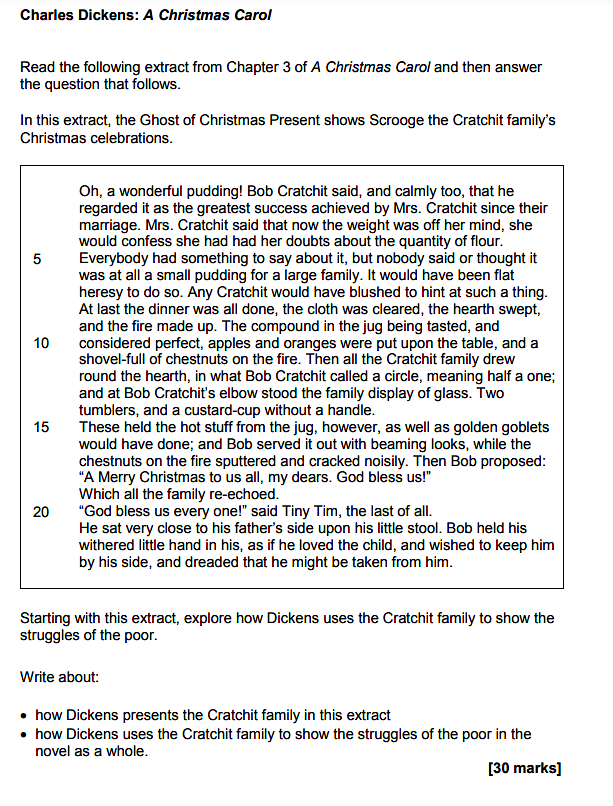 Charles Dickens: A Christmas Carol
Read the following extract from Chapter 3 of A Christmas Carol and then answer
the question that follows.
In this extract, the Ghost of Christmas Present shows Scrooge the Cratchit family’s
Christmas celebrations.
Oh, a wonderful pudding! Bob Cratchit said, and calmly too, that he
regarded it as the greatest success achieved by Mrs. Cratchit since their
marriage. Mrs. Cratchit said that now the weight was off her mind, she
would confess she had had her doubts about the quantity of flour.
5 Everybody had something to say about it, but nobody said or thought it
was at all a small pudding for a large family. It would have been flat
heresy to do so. Any Cratchit would have blushed to hint at such a thing.
At last the dinner was all done, the cloth was cleared, the hearth swept,
and the fire made up. The compound in the jug being tasted, and
10 considered perfect, apples and oranges were put upon the table, and a
shovel-full of chestnuts on the fire. Then all the Cratchit family drew
round the hearth, in what Bob Cratchit called a circle, meaning half a one;
and at Bob Cratchit’s elbow stood the family display of glass. Two
tumblers, and a custard-cup without a handle.
15 These held the hot stuff from the jug, however, as well as golden goblets
would have done; and Bob served it out with beaming looks, while the
chestnuts on the fire sputtered and cracked noisily. Then Bob proposed:
“A Merry Christmas to us all, my dears. God bless us!”
Which all the family re-echoed.
20 “God bless us every one!” said Tiny Tim, the last of all.
He sat very close to his father’s side upon his little stool. Bob held his
withered little hand in his, as if he loved the child, and wished to keep him
by his side, and dreaded that he might be taken from him.
Starting with this extract, explore how Dickens uses the Cratchit family to show the
struggles of the poor.
Write about:
• how Dickens presents the Cratchit family in this extract
• how Dickens uses the Cratchit family to show the struggles of the poor in the
novel as a whole.
[30 marks]